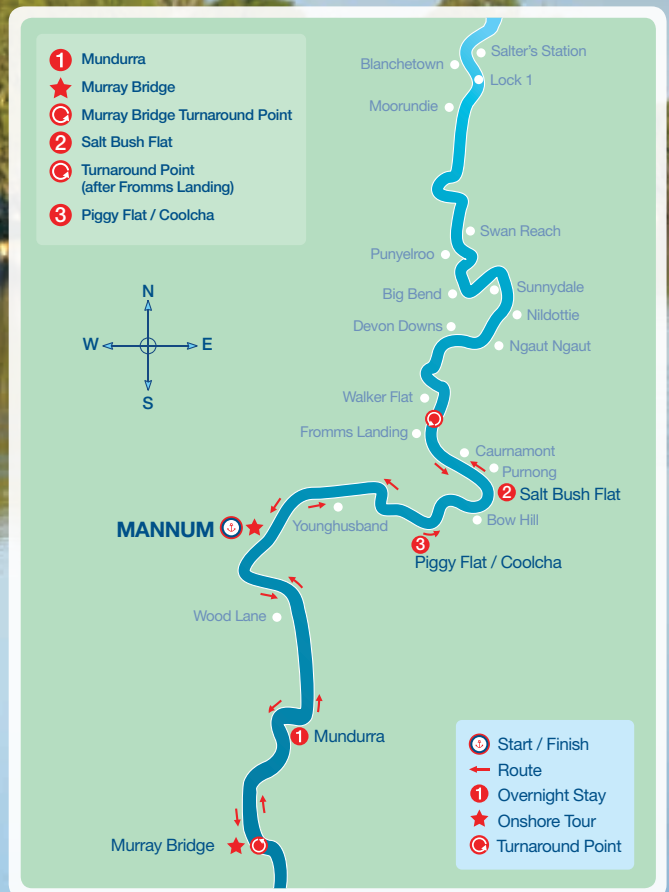 1 Mundurra
Murray Bridge
Murray Bridge Turnaround Point
2 Salt Bush Flat
Turnaround Point
(after Fromms Landing)
3 Piggy Flat / Coolcha
Salter's Station
Blanchetown
Lock 1
Moorundie
Swan Reach
Punyelroo
Sunnydale
Big Bend
Nildottie
Devon Downs
Ngaut Ngaut
N
W E
S
Walker Flat
Fromms Landing
Caurnamont
Purnong
2 Salt Bush Flat
Bow Hill
Younghusband
MANNUM
3
Piggy Flat / Coolcha
Wood Lane
1 Mundurra
Murray Bridge
Start / Finish
Route
1 Overnight Stay
Onshore Tour
Turnaround Point